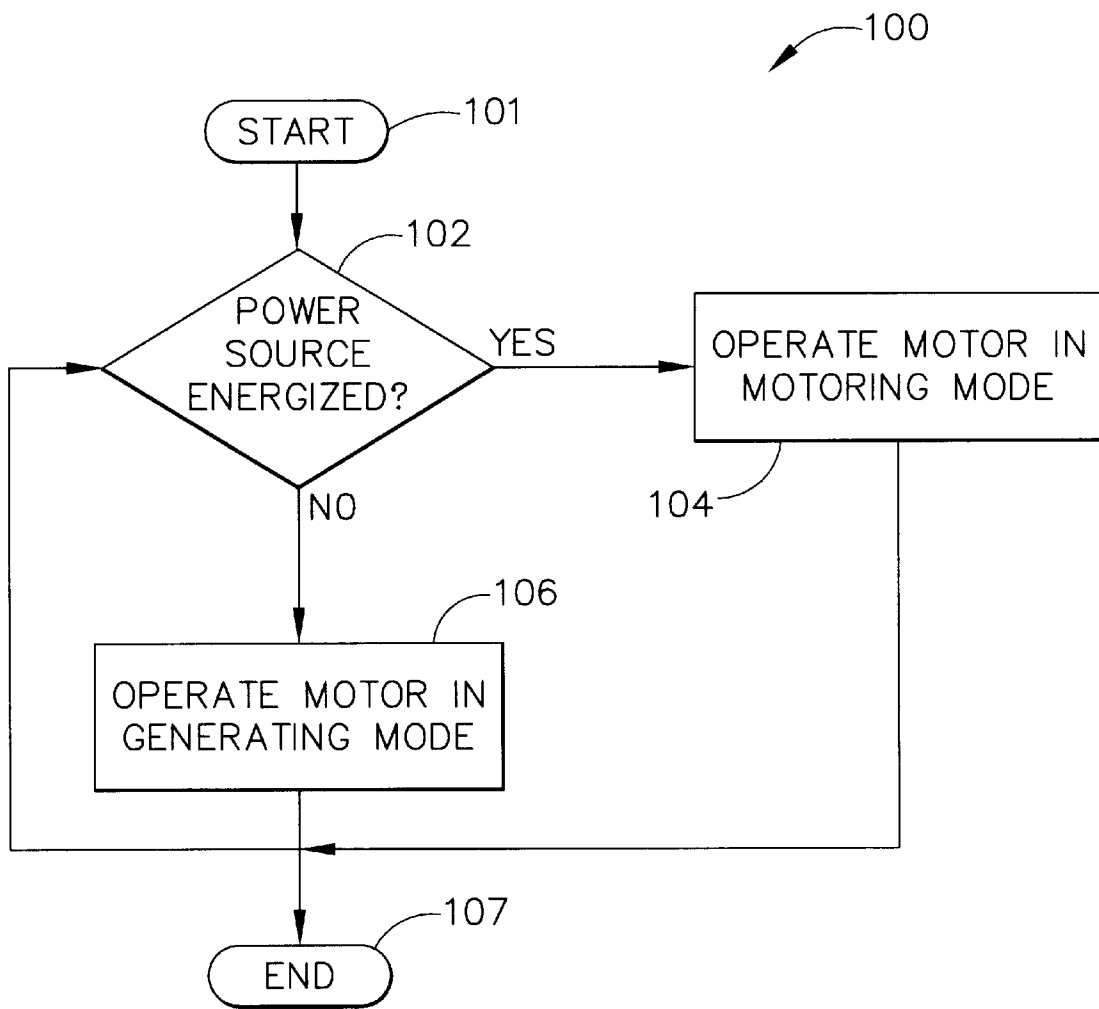 100
START
101
102
POWER
SOURCE
ENERGIZED?
YES
OPERATE MOTOR IN
MOTORING MODE
104
NO
106
OPERATE MOTOR IN
GENERATING MODE
107
END